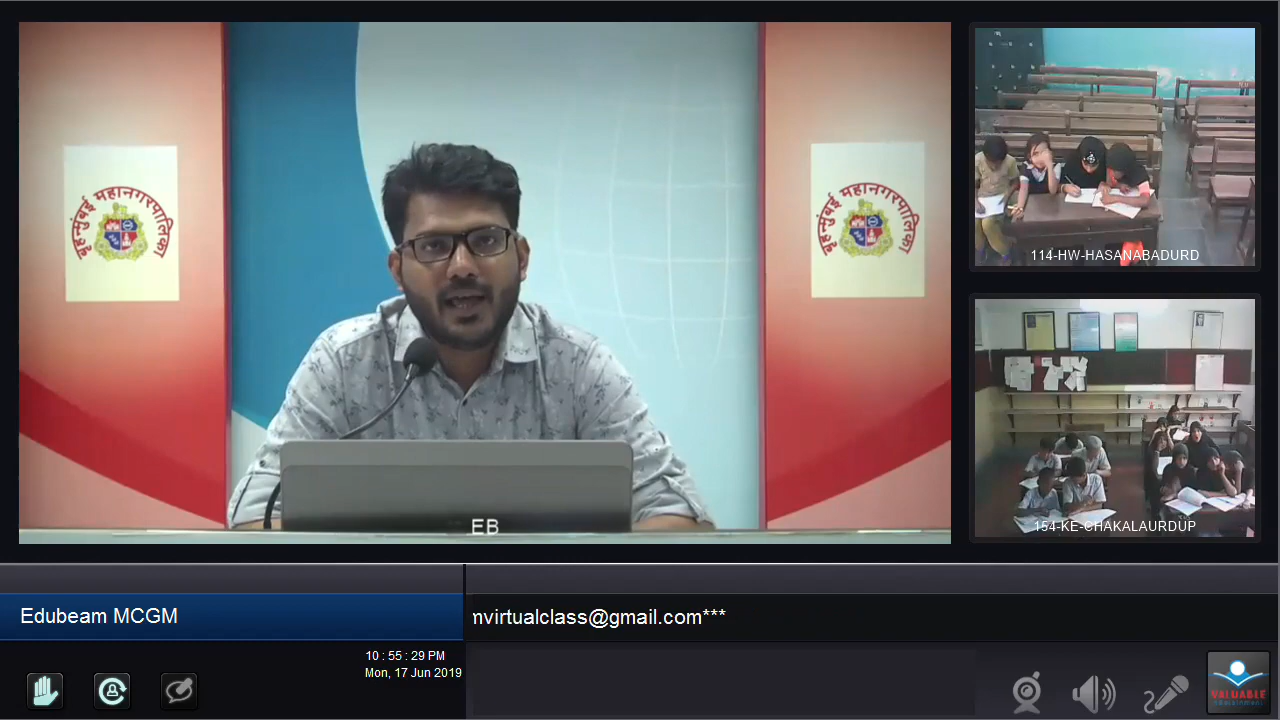 बृहन्मुंबई महानगरपालिका
बृहन्मुंबई महानगरपालिका
EB
114-HW-HASANABADURD
154-KE-CHAKALAURDUP
Edubeam MCGM
mvirtualclass@gmail.com***
10 : 55 : 29 PM
Mon, 17 Jun 2019
VALUABLE